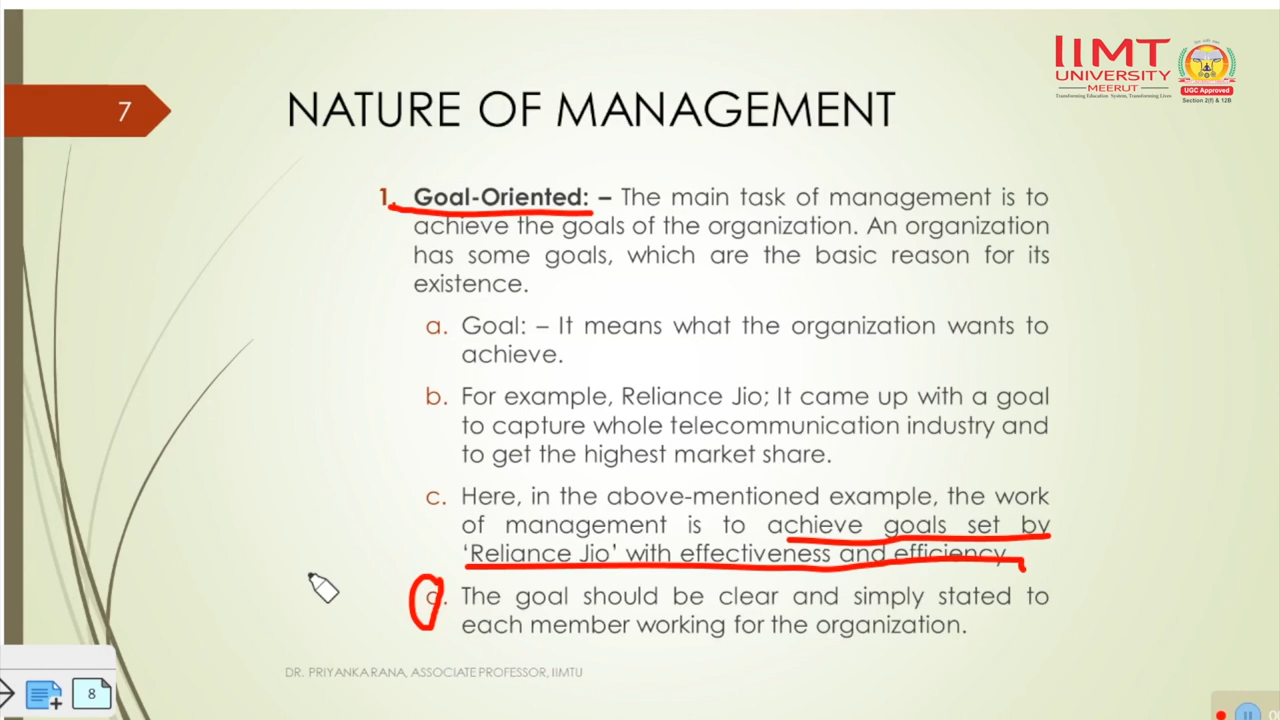 IIMT
UNIVERSITY
MEERUT
Transforming Education System, Transforming Lives
UGC Approved
Section 2(f) & 12B
7
NATURE OF MANAGEMENT
1. Goal-Oriented: – The main task of management is to
achieve the goals of the organization. An organization
has some goals, which are the basic reason for its
existence.
a. Goal: – It means what the organization wants to
achieve.
b. For example, Reliance Jio; It came up with a goal
to capture whole telecommunication industry and
to get the highest market share.
c. Here, in the above-mentioned example, the work
of management is to achieve goals set by
‘Reliance Jio’ with effectiveness and efficiency.
d. The goal should be clear and simply stated to
each member working for the organization.
DR. PRIYANKA RANA, ASSOCIATE PROFESSOR, IIMTU
8